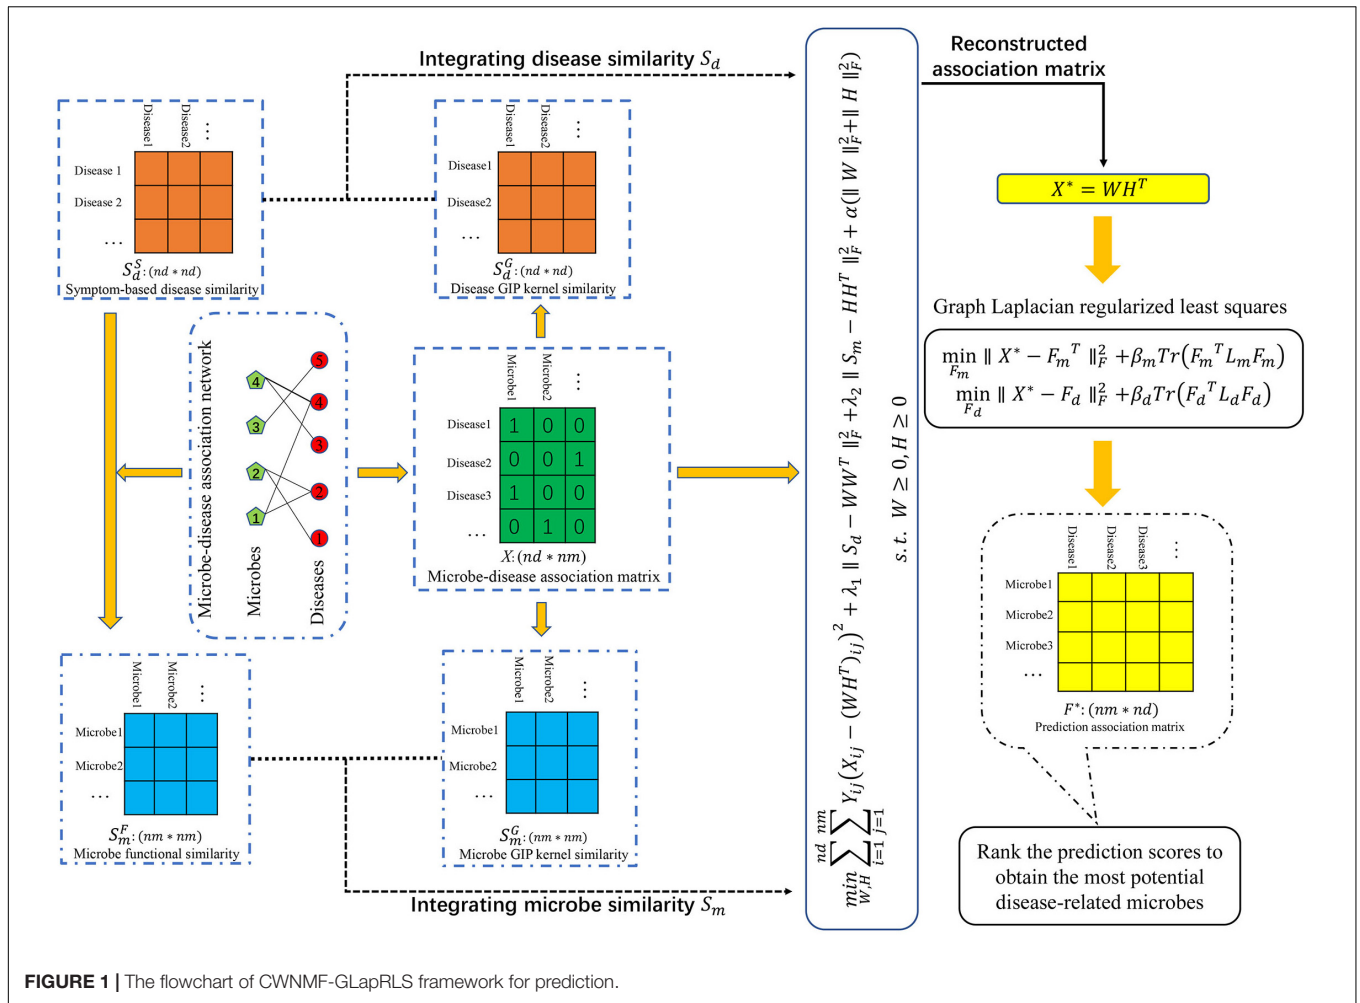 Integrating disease similarity S_d
Disease1
Disease2
...
Disease 1
Disease 2
...
S_d^S:(nd * nd)
Symptom-based disease similarity
Disease1
Disease2
...
Disease1
Disease2
...
S_d^G:(nd * nd)
Disease GIP kernel similarity
Microbe-disease association network
Microbes
Diseases
4
3
2
1
5
4
3
2
1
Microbe1
Microbe2
...
Disease1
Disease2
Disease3
...
1 0 0
0 0 1
1 0 0
0 1 0
X:(nd * nm)
Microbe-disease association matrix
Microbe1
Microbe2
...
Microbe1
Microbe2
...
S_m^F:(nm * nm)
Microbe functional similarity
Microbe1
Microbe2
...
Microbe1
Microbe2
...
S_m^G:(nm * nm)
Microbe GIP kernel similarity
Integrating microbe similarity S_m
min_{W,H} ∑_{i=1}^{nd} ∑_{j=1}^{nm} Y_{ij}(X_{ij} − (WH^T)_{ij})^2 + λ_1 ∥ S_d − WW^T ∥_F^2 + λ_2 ∥ S_m − HH^T ∥_F^2 + α(∥ W ∥_F^2 + ∥ H ∥_F^2)
s.t. W ≥ 0, H ≥ 0
Reconstructed
association matrix
X* = WH^T
Graph Laplacian regularized least squares
min_{F_m} ∥ X* − F_m^T ∥_F^2 +β_m Tr(F_m^T L_m F_m)
min_{F_d} ∥ X* − F_d ∥_F^2 +β_d Tr(F_d^T L_d F_d)
Disease1
Disease2
Disease3
...
Microbe1
Microbe2
Microbe3
...
F*:(nm * nd)
Prediction association matrix
Rank the prediction scores to
obtain the most potential
disease-related microbes
FIGURE 1 | The flowchart of CWNMF-GLapRLS framework for prediction.